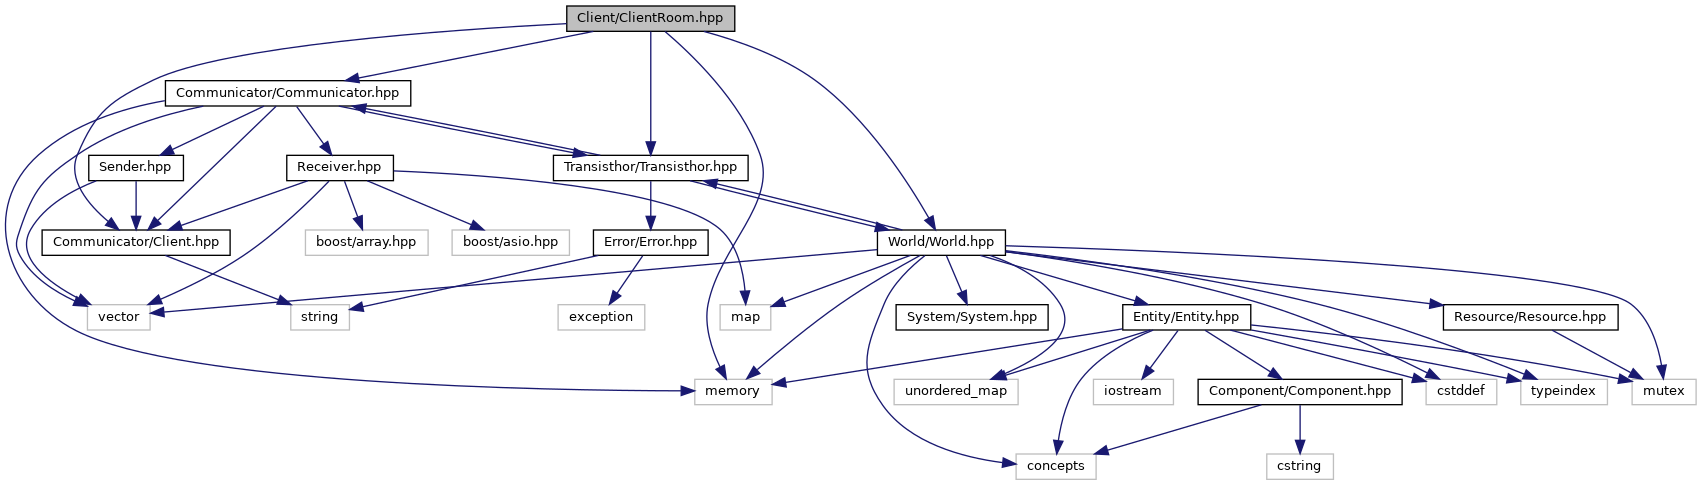 Client/ClientRoom.hpp
Communicator/Communicator.hpp
Sender.hpp
Receiver.hpp
Transisthor/Transisthor.hpp
Communicator/Client.hpp
boost/array.hpp
boost/asio.hpp
Error/Error.hpp
World/World.hpp
vector
string
exception
map
System/System.hpp
Entity/Entity.hpp
Resource/Resource.hpp
memory
unordered_map
iostream
Component/Component.hpp
cstddef
typeindex
mutex
concepts
cstring